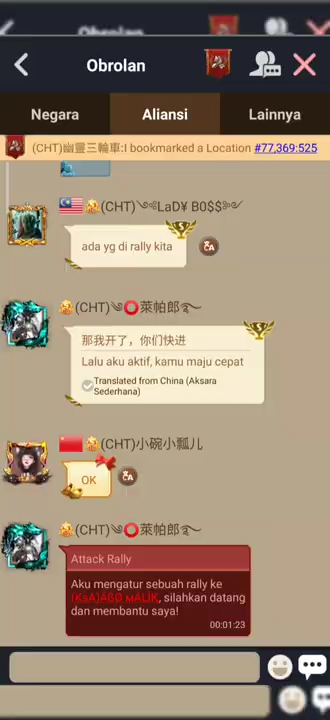 Obrolan
Negara
Aliansi
Lainnya
(CHT)幽靈三輪車:I bookmarked a Location #77,369:525
(CHT)༺LaD¥ B0$$༻
ada yg di rally kita
(CHT)༺⭕萊帕郎࿐
那我开了，你们快进
Lalu aku aktif, kamu maju cepat
Translated from China (Aksara
Sederhana)
(CHT)小碗小瓢儿
OK
(CHT)༺⭕萊帕郎࿐
Attack Rally
Aku mengatur sebuah rally ke
, silahkan datang
dan membantu saya!
00:01:23